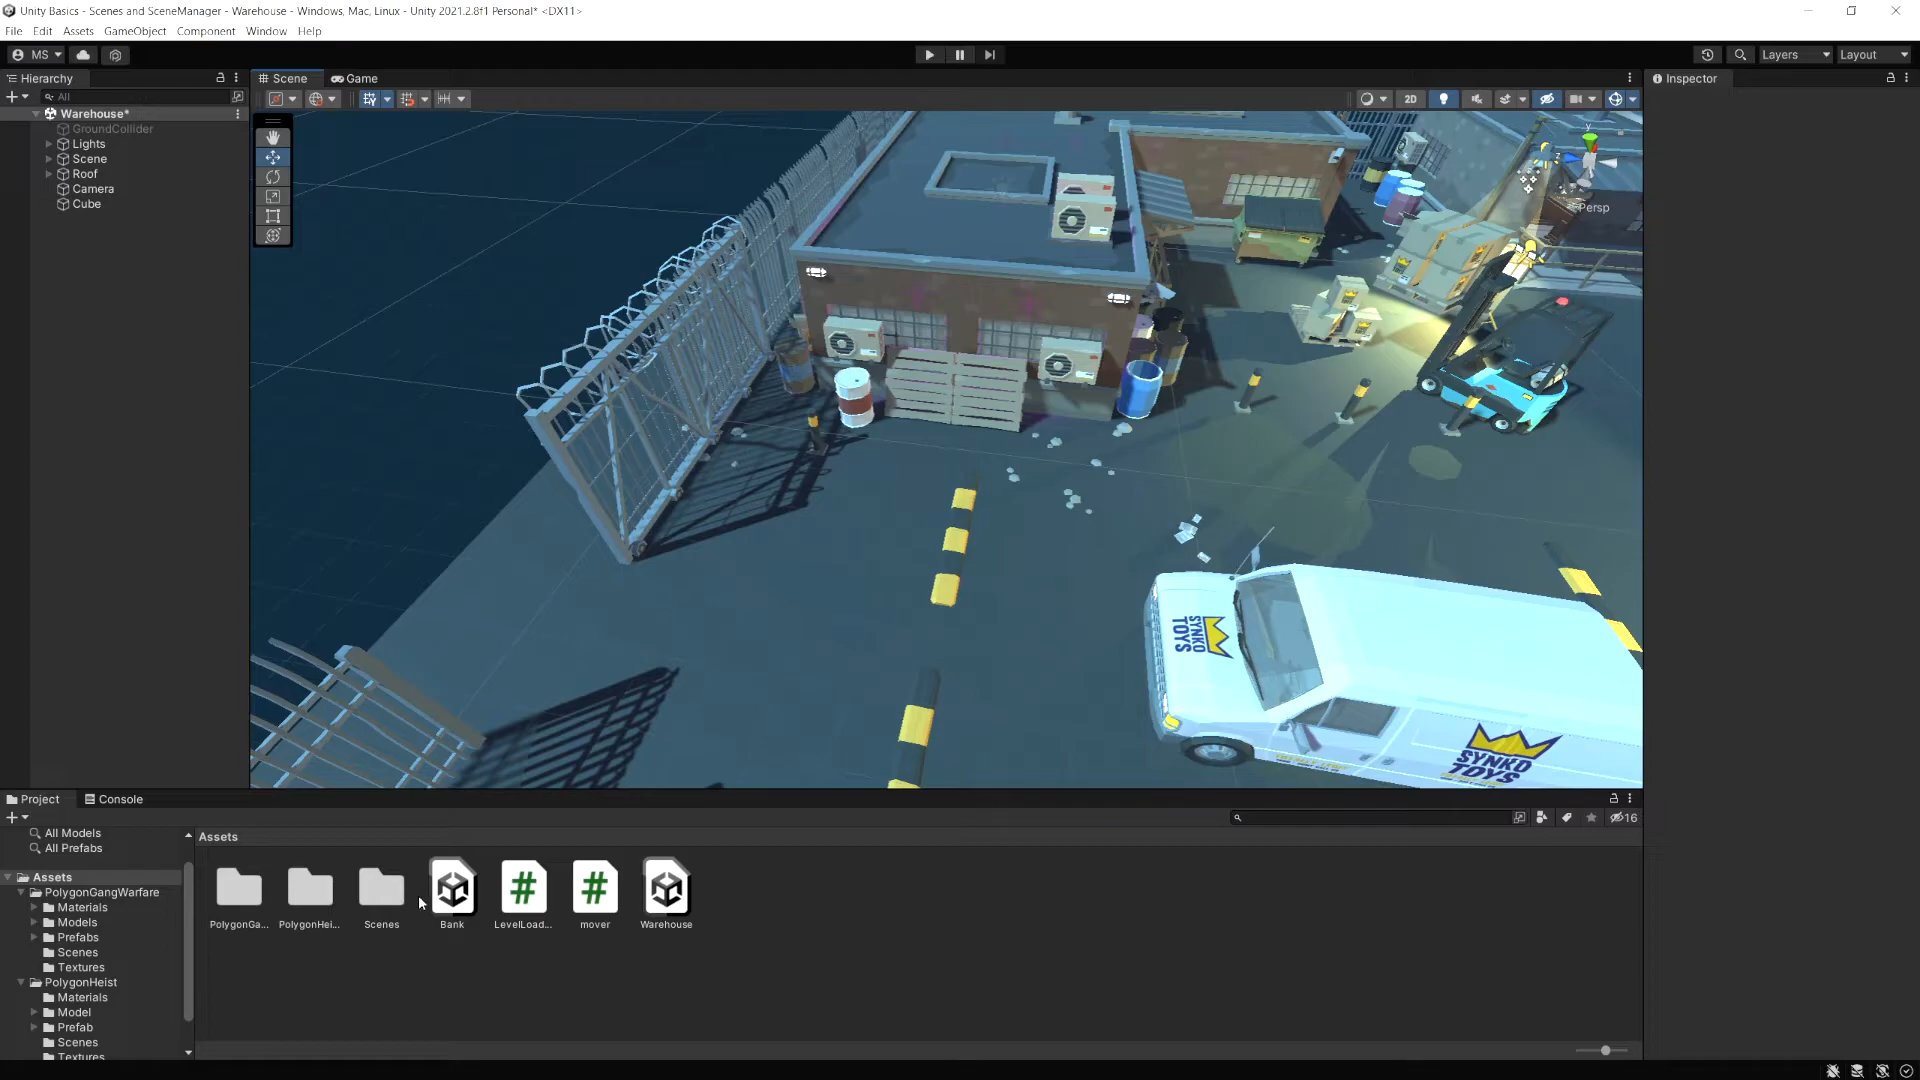 Unity Basics - Scenes and SceneManager - Warehouse - Windows, Mac, Linux - Unity 2021.2.8f1 Personal* <DX11>
File Edit Assets GameObject Component Window Help
MS Layers Layout
Hierarchy Scene Game Inspector
All 2D
Warehouse*
GroundCollider
Lights
Scene
Roof
Camera
Cube
y
z
Persp
SYNKO TOYS
SYNKO TOYS
Project Console
16
All Models
All Prefabs
Assets
PolygonGangWarfare
Materials
Models
Prefabs
Scenes
Textures
PolygonHeist
Materials
Model
Prefab
Scenes
Textures
Assets
PolygonGa... PolygonHei... Scenes Bank LevelLoad... mover Warehouse